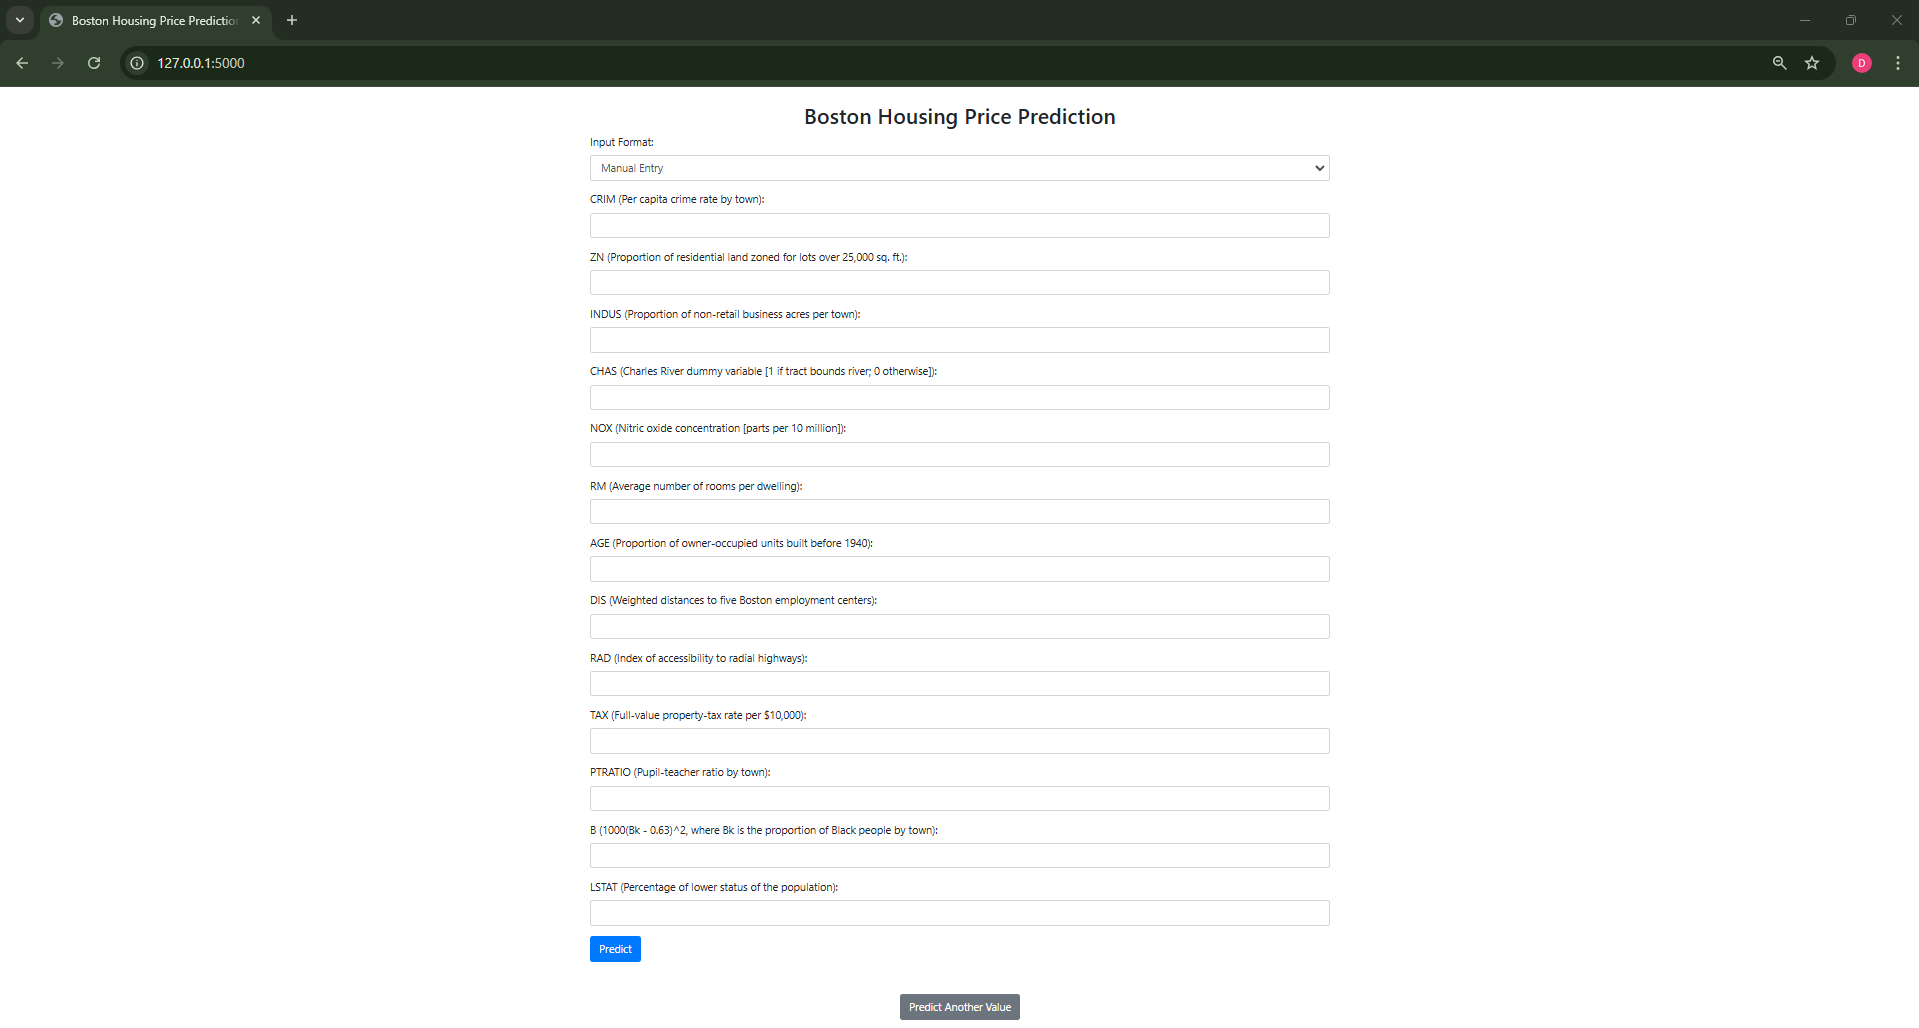 Boston Housing Price Prediction
127.0.0.1:5000
D
Boston Housing Price Prediction
Input Format:
Manual Entry
CRIM (Per capita crime rate by town):
ZN (Proportion of residential land zoned for lots over 25,000 sq. ft.):
INDUS (Proportion of non-retail business acres per town):
CHAS (Charles River dummy variable [1 if tract bounds river; 0 otherwise]):
NOX (Nitric oxide concentration [parts per 10 million]):
RM (Average number of rooms per dwelling):
AGE (Proportion of owner-occupied units built before 1940):
DIS (Weighted distances to five Boston employment centers):
RAD (Index of accessibility to radial highways):
TAX (Full-value property-tax rate per $10,000):
PTRATIO (Pupil-teacher ratio by town):
B (1000(Bk - 0.63)^2, where Bk is the proportion of Black people by town):
LSTAT (Percentage of lower status of the population):
Predict
Predict Another Value